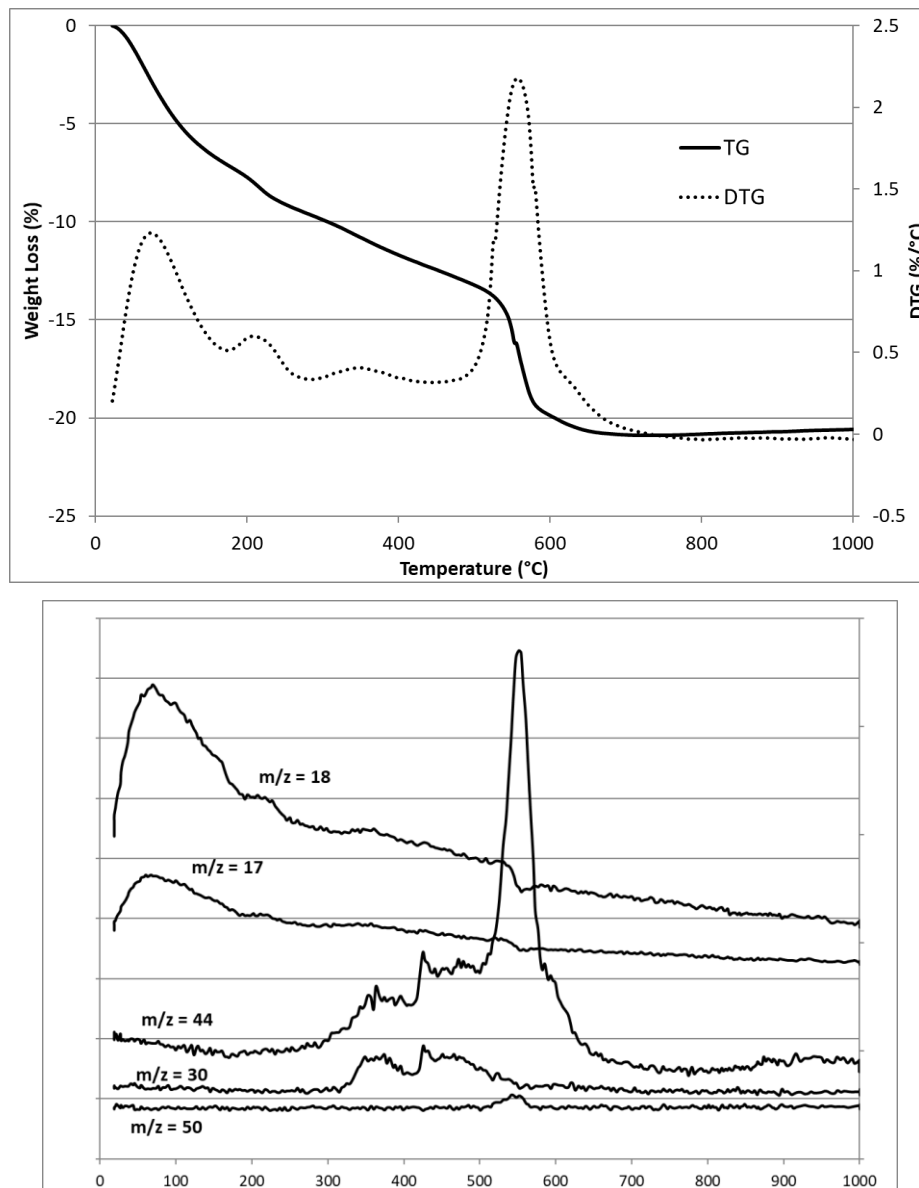 0
-5
-10
-15
-20
-25
Weight Loss (%)
2.5
2
1.5
1
0.5
0
-0.5
DTG (%/°C)
TG
DTG
0 200 400 600 800 1000
Temperature (°C)
m/z = 18
m/z = 17
m/z = 44
m/z = 30
m/z = 50
0 100 200 300 400 500 600 700 800 900 1000